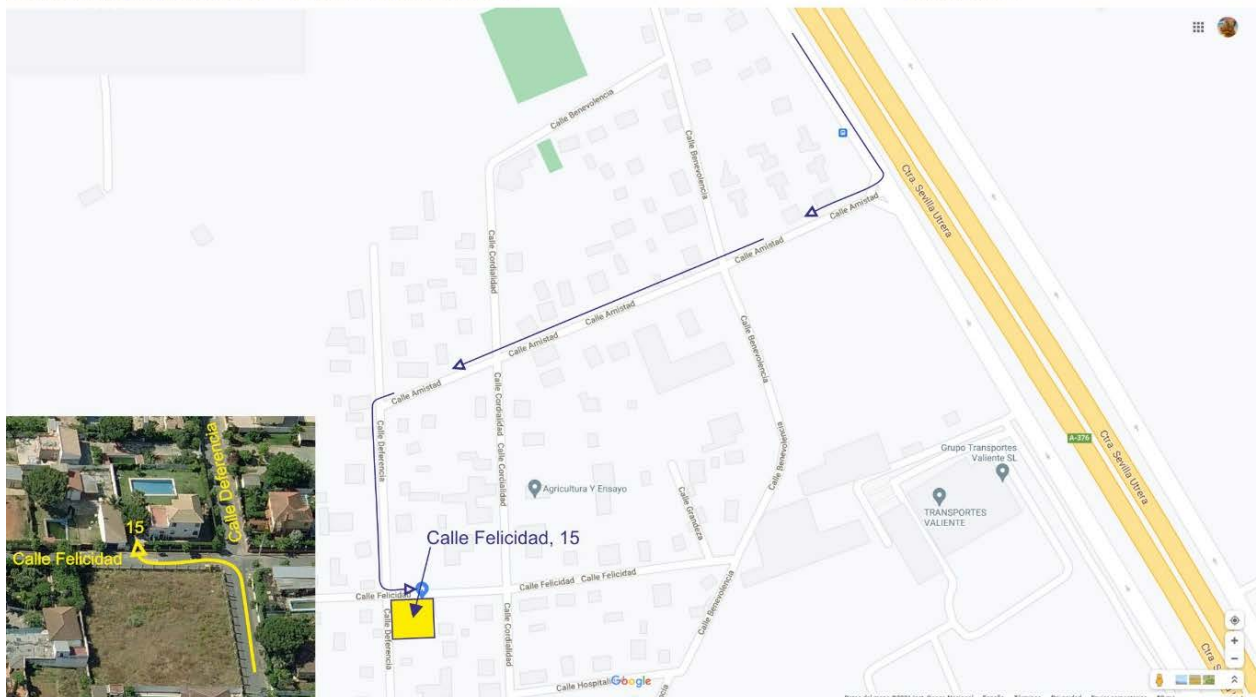 Calle Benevolencia
Calle Benevolencia
Ctra. Sevilla Utrera
Calle Amistad
Calle Amistad
Calle Cordialidad
Calle Amistad
Calle Amistad
Calle Benevolencia
Calle Amistad
Calle Cordialidad
Calle Deferencia
Calle Cordialidad
Calle Benevolencia
A-376
Ctra. Sevilla Utrera
Grupo Transportes
Valiente SL
Agricultura Y Ensayo
TRANSPORTES
VALIENTE
Calle Grandeza
Calle Felicidad, 15
Calle Deferencia
15
Calle Felicidad
Calle Felicidad
Calle Felicidad
Calle Felicidad
Calle Deferencia
Calle Cordialidad
Calle Benevolencia
Calle Hospital
Google
Ctra. S